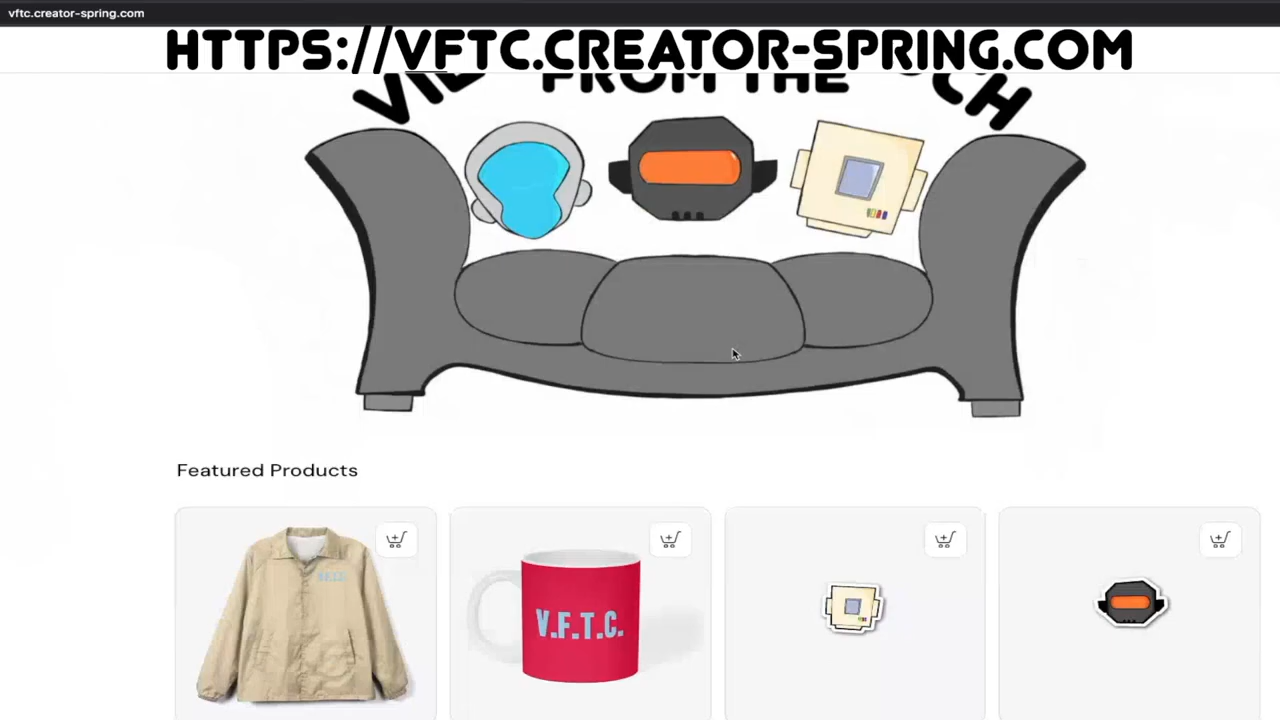 vftc.creator-spring.com
HTTPS://VFTC.CREATOR-SPRING.COM
FROM THE
Featured Products
V.F.T.C.
V.F.T.C.